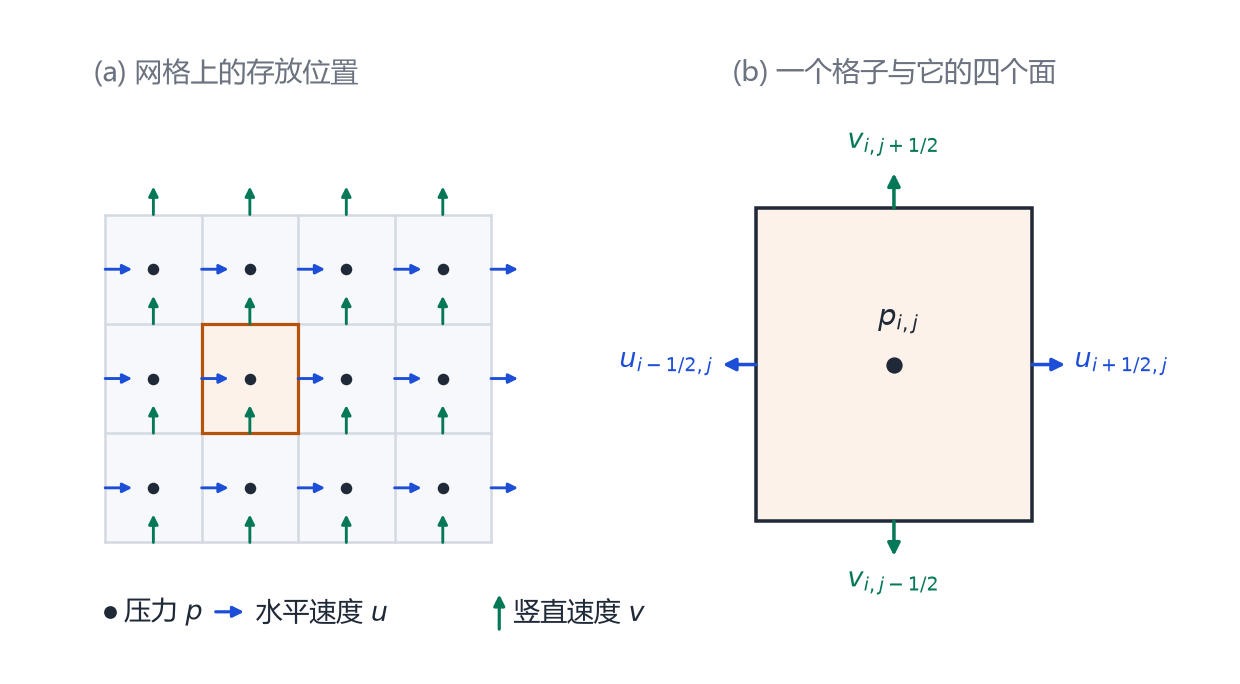 (a) 网格上的存放位置
(b) 一个格子与它的四个面
v_{i, j + 1/2}
p_{i, j}
u_{i − 1/2, j}
u_{i + 1/2, j}
v_{i, j − 1/2}
压力 p
水平速度 u
竖直速度 v